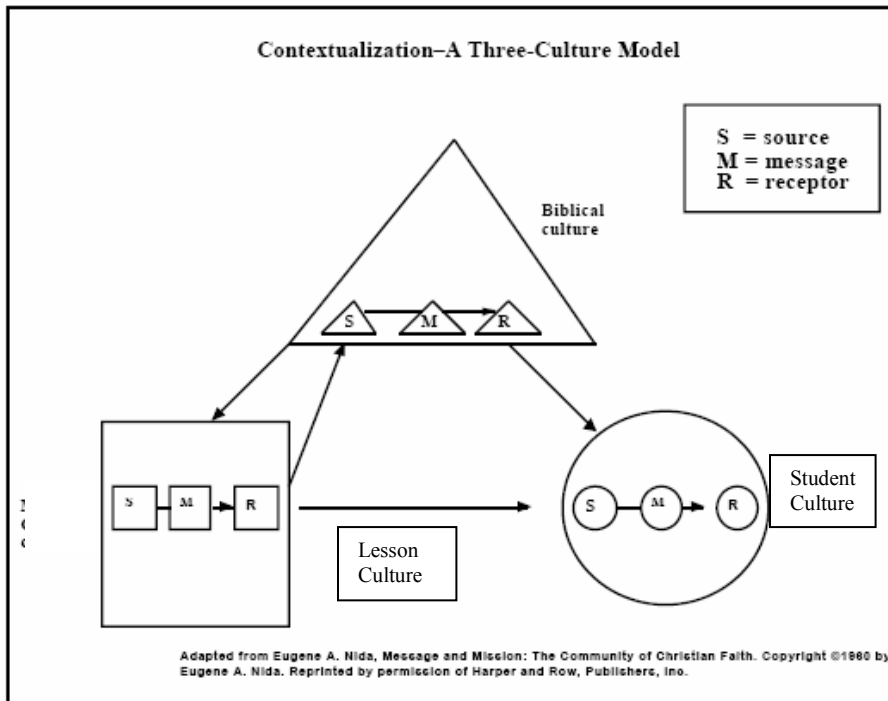 Contextualization–A Three-Culture Model
S = source
M = message
R = receptor
Biblical
culture
S M R
S M R
S M R
Student
Culture
Lesson
Culture
Adapted from Eugene A. Nida, Message and Mission: The Community of Christian Faith. Copyright ©1960 by
Eugene A. Nida. Reprinted by permission of Harper and Row, Publishers, Inc.